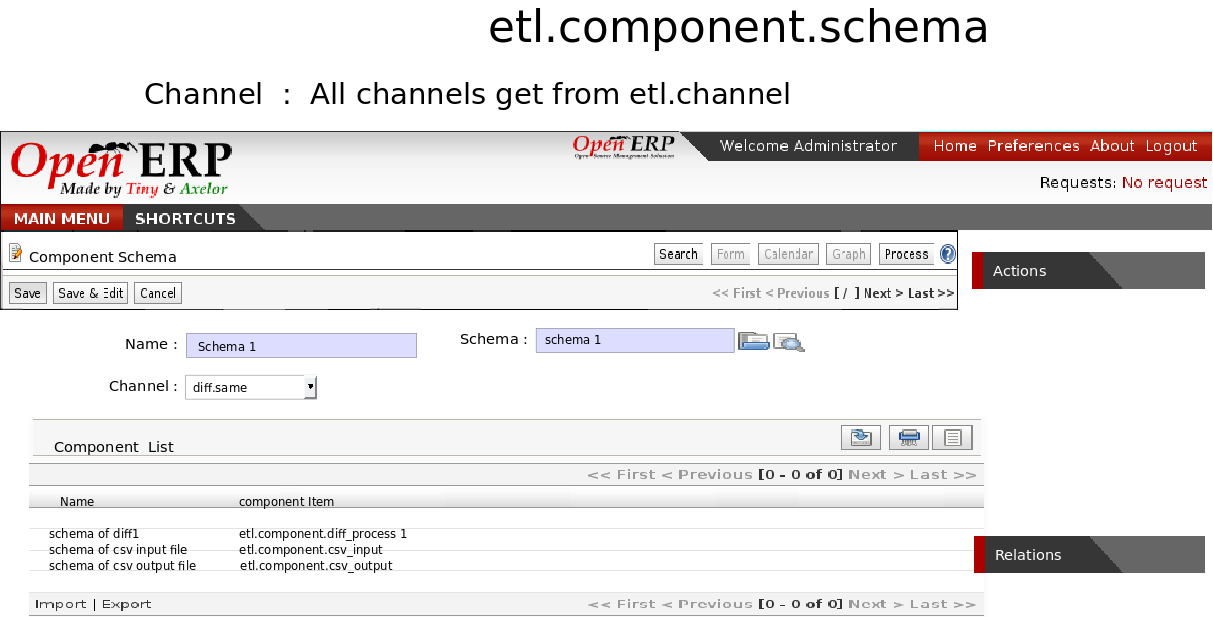 etl.component.schema
Channel : All channels get from etl.channel
Open ERP
Made by Tiny & Axelor
Open ERP
Open Source Management Solution
Welcome Administrator
Home Preferences About Logout
Requests: No request
MAIN MENU SHORTCUTS
Component Schema
Search Form Calendar Graph Process ?
Actions
Save Save & Edit Cancel << First < Previous [ / ] Next > Last >>
Name : Schema 1 Schema : schema 1
Channel : diff.same
Component List
<< First < Previous [0 - 0 of 0] Next > Last >>
Name component Item
schema of diff1 etl.component.diff_process 1
schema of csv input file etl.component.csv_input
schema of csv output file etl.component.csv_output
Relations
Import | Export << First < Previous [0 - 0 of 0] Next > Last >>